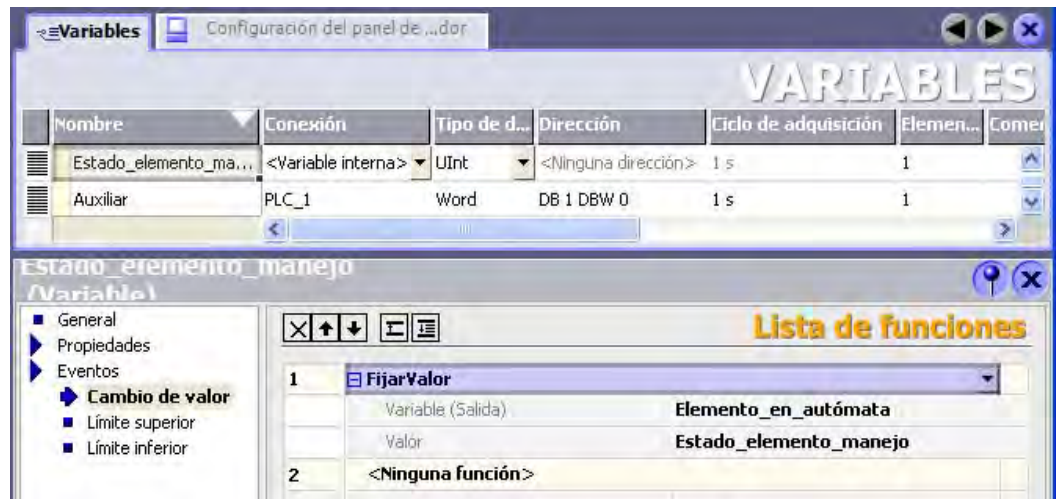 Variables Configuración del panel de ...dor
VARIABLES
Nombre Conexión Tipo de d... Dirección Ciclo de adquisición Elemen... Comer
Estado_elemento_ma... <Variable interna> UInt <Ninguna dirección> 1 s 1
Auxiliar PLC_1 Word DB 1 DBW 0 1 s 1
Estado_elemento_manejo
(Variable)
General
Propiedades
Eventos
Cambio de valor
Límite superior
Límite inferior
Lista de funciones
1 FijarValor
Variable (Salida) Elemento_en_autómata
Valor Estado_elemento_manejo
2 <Ninguna función>